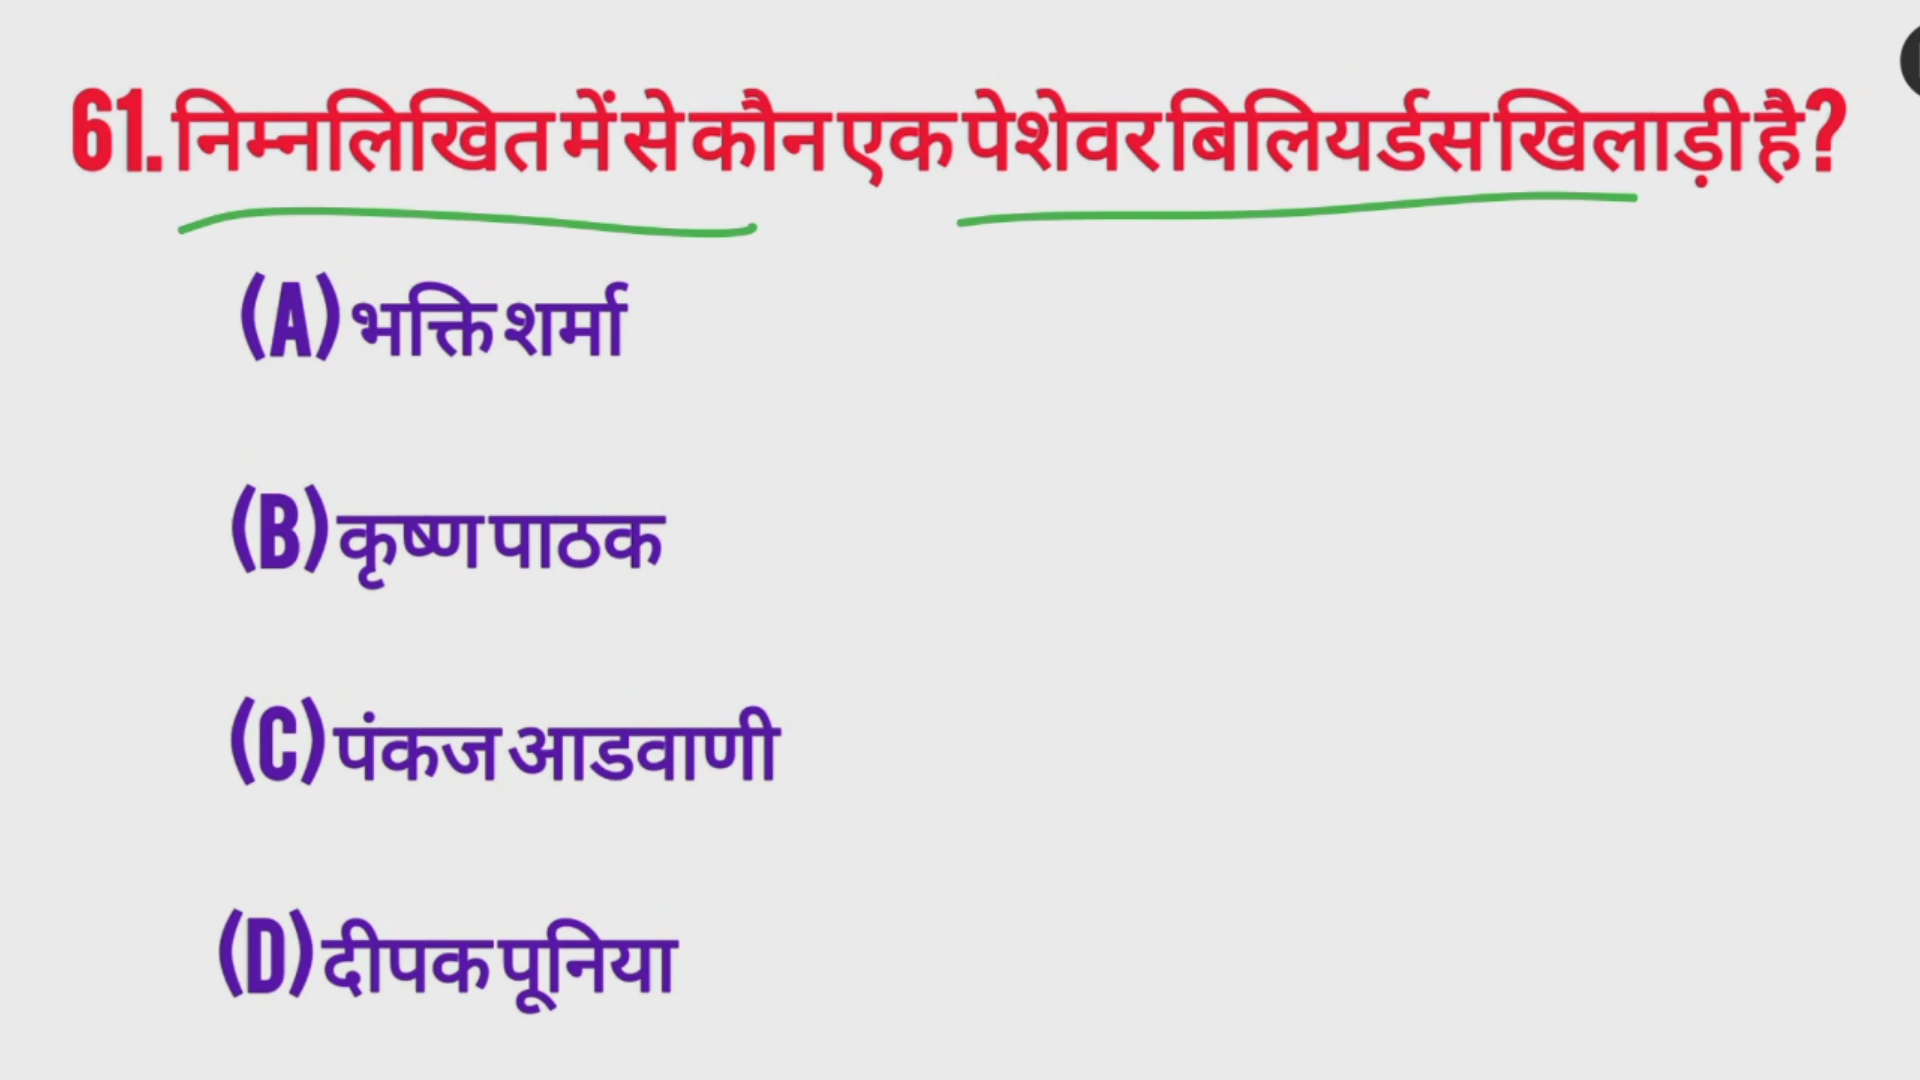 61. निम्नलिखित में से कौन एक पेशेवर बिलियर्डस खिलाड़ी है?
(A) भक्ति शर्मा
(B) कृष्ण पाठक
(C) पंकज आडवाणी
(D) दीपक पूनिया